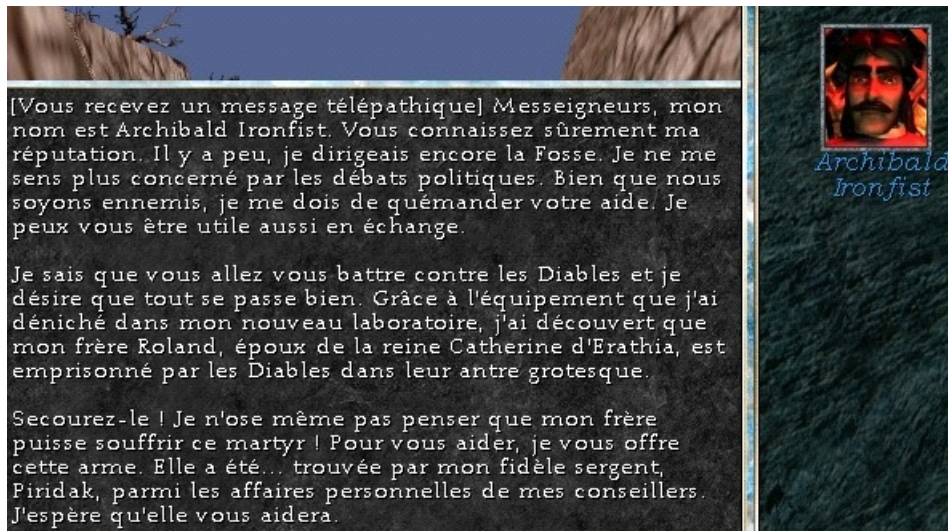 [Vous recevez un message télépathique] Messeigneurs, mon
nom est Archibald Ironfist. Vous connaissez sûrement ma
réputation. Il y a peu, je dirigeais encore la Fosse. Je ne me
sens plus concerné par les débats politiques. Bien que nous
soyons ennemis, je me dois de quémander votre aide. Je
peux vous être utile aussi en échange.
Je sais que vous allez vous battre contre les Diables et je
désire que tout se passe bien. Grâce à l'équipement que j'ai
déniché dans mon nouveau laboratoire, j'ai découvert que
mon frère Roland, époux de la reine Catherine d'Erathia, est
emprisonné par les Diables dans leur antre grotesque.
Secourez-le ! Je n'ose même pas penser que mon frère
puisse souffrir ce martyr ! Pour vous aider, je vous offre
cette arme. Elle a été... trouvée par mon fidèle sergent,
Piridak, parmi les affaires personnelles de mes conseillers.
J'espère qu'elle vous aidera.
Archibald
Ironfist